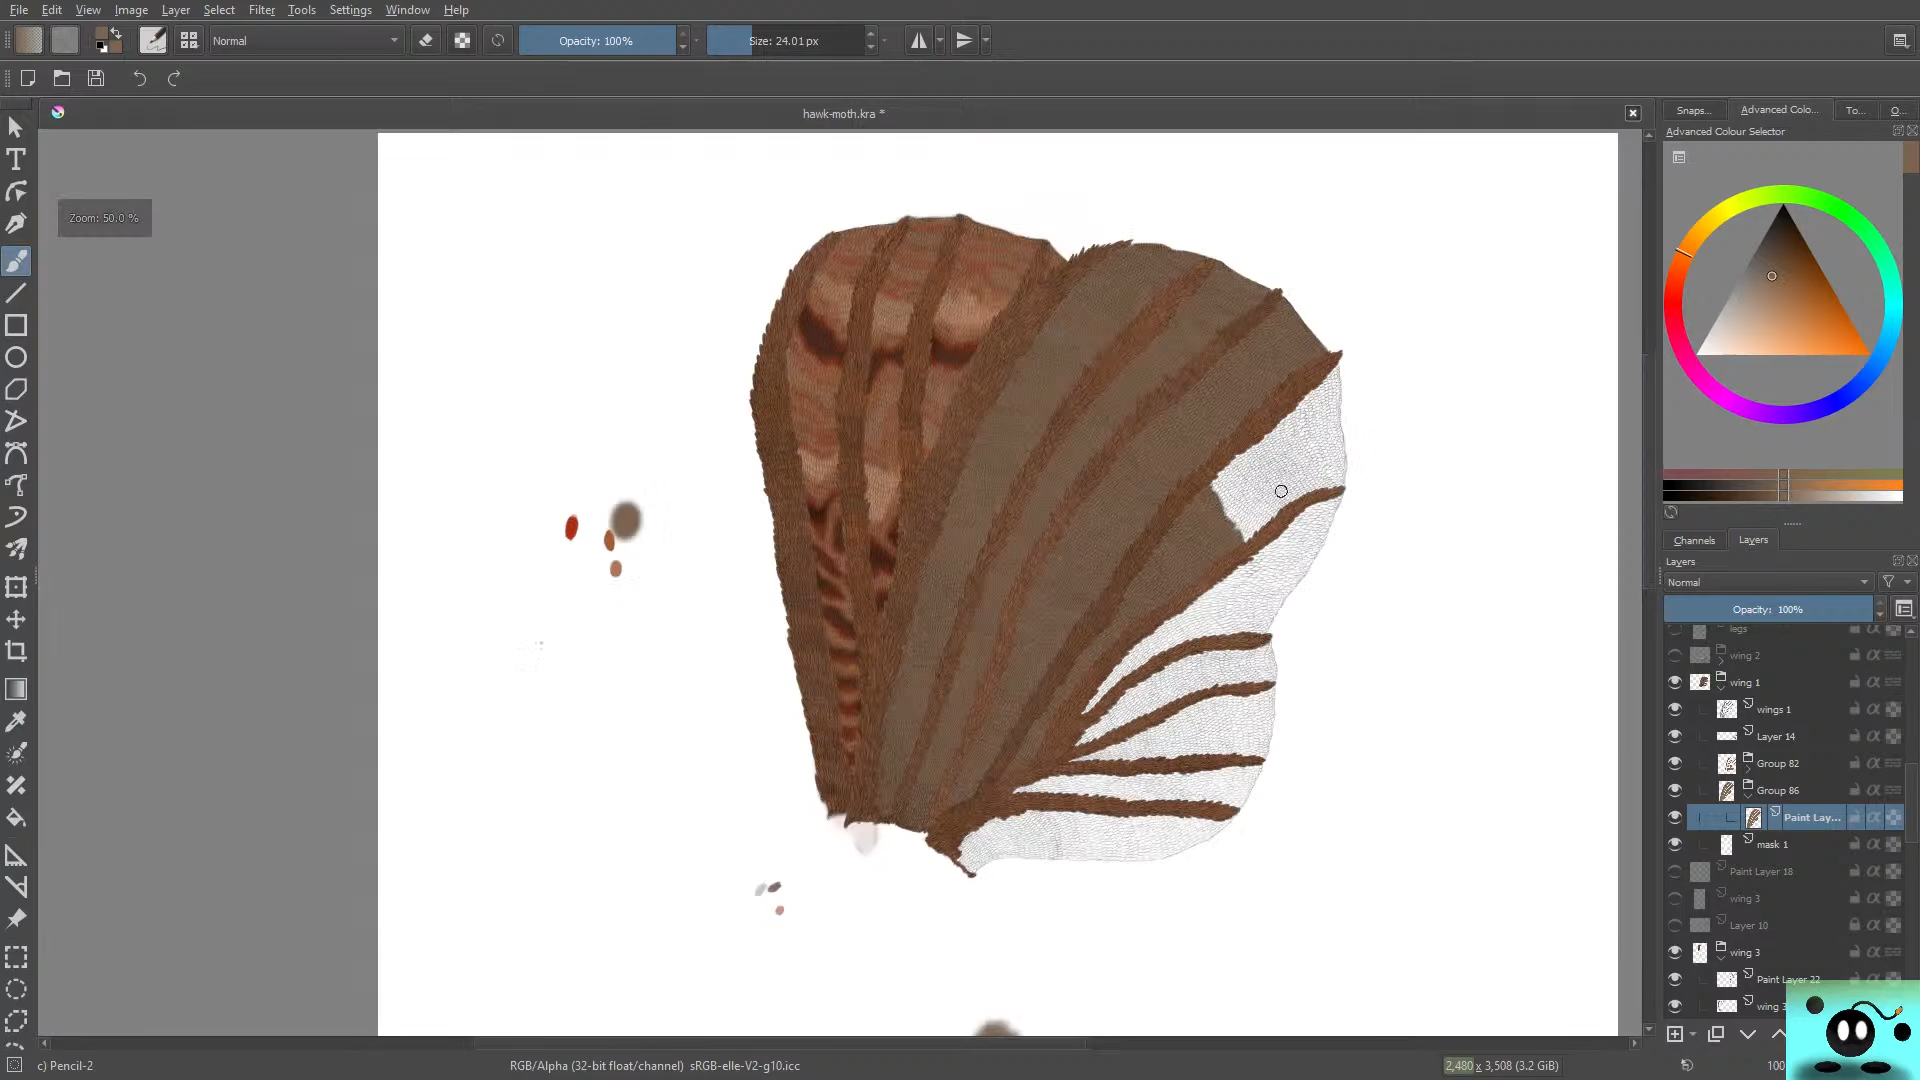 File Edit View Image Layer Select Filter Tools Settings Window Help
Normal Opacity: 100% Size: 24.01 px
hawk-moth.kra *
Snaps... Advanced Colo... To... O...
Advanced Colour Selector
Zoom: 50.0 %
Channels Layers
Layers
Normal
Opacity: 100%
legs
wing 2
wing 1
wings 1
Layer 14
Group 82
Group 86
Paint Lay...
mask 1
Paint Layer 18
wing 3
Layer 10
wing 3
Paint Layer 22
wing 3
c) Pencil-2 RGB/Alpha (32-bit float/channel) sRGB-elle-V2-g10.icc 2,480 x 3,508 (3.2 GiB) 100